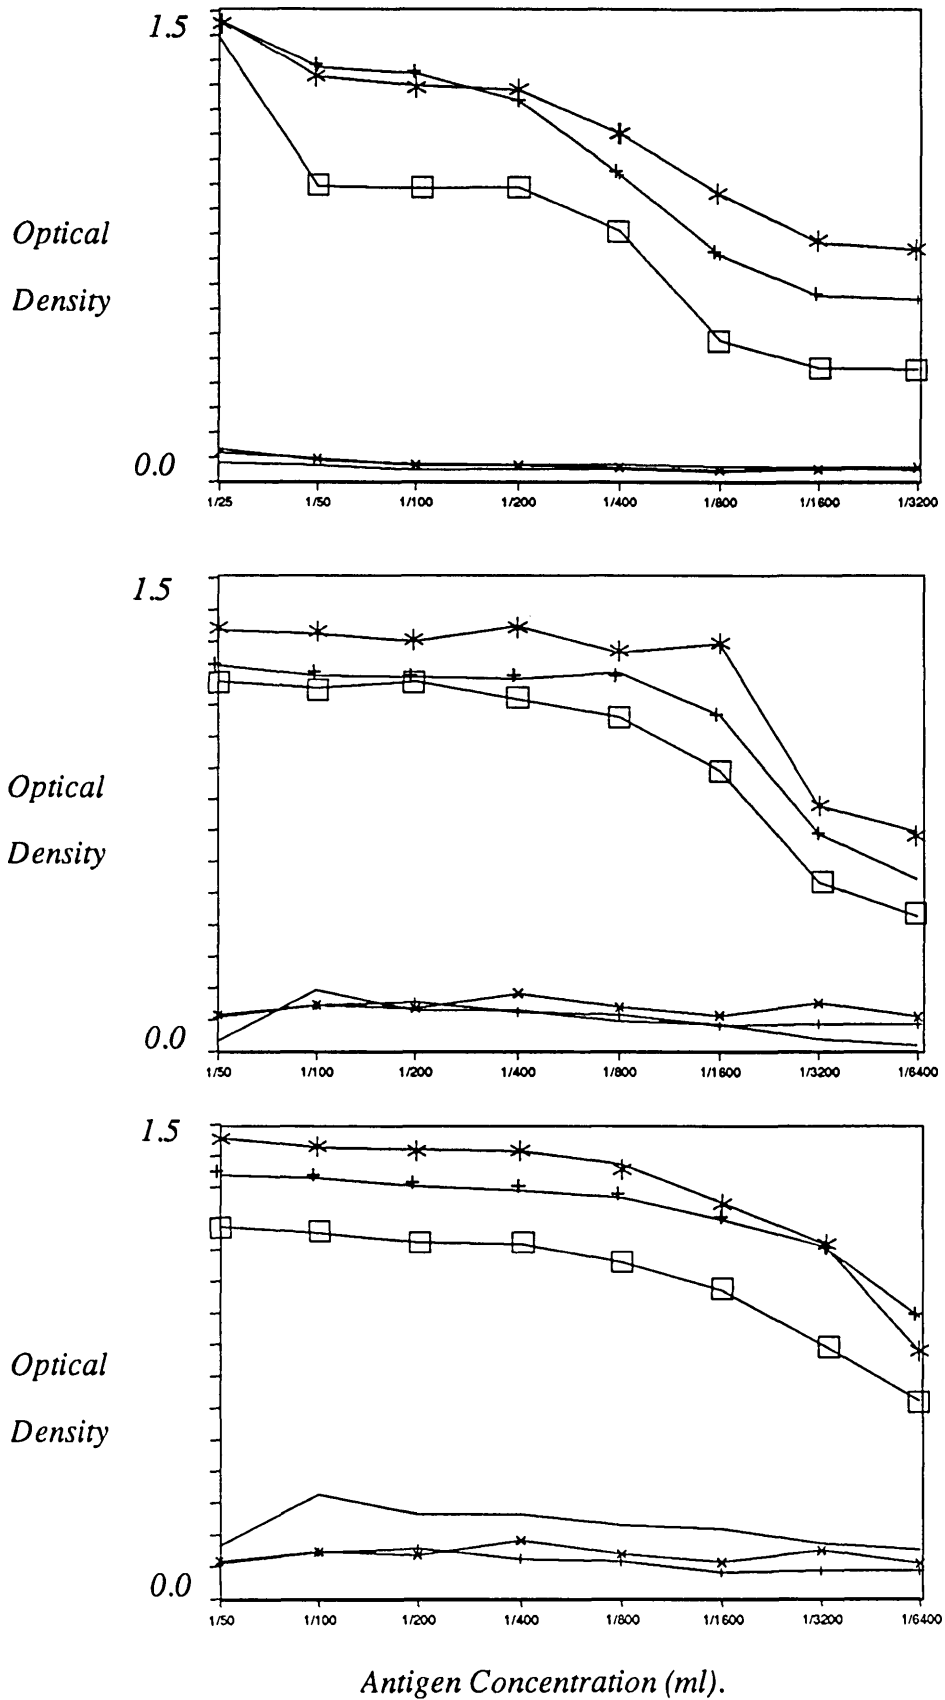 1.5
Optical
Density
0.0
1/25 1/50 1/100 1/200 1/400 1/800 1/1600 1/3200
1.5
Optical
Density
0.0
1/50 1/100 1/200 1/400 1/800 1/1600 1/3200 1/6400
1.5
Optical
Density
0.0
1/50 1/100 1/200 1/400 1/800 1/1600 1/3200 1/6400
Antigen Concentration (ml).